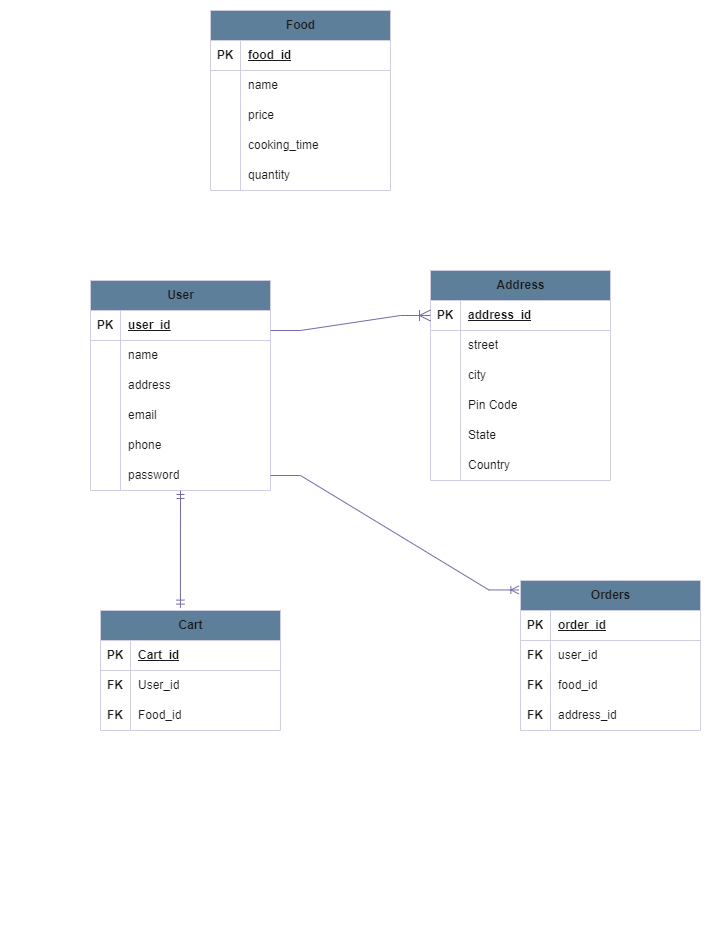 Food
PK food_id
name
price
cooking_time
quantity
User
PK user_id
name
address
email
phone
password
Address
PK address_id
street
city
Pin Code
State
Country
Cart
PK Cart_id
FK User_id
FK Food_id
Orders
PK order_id
FK user_id
FK food_id
FK address_id